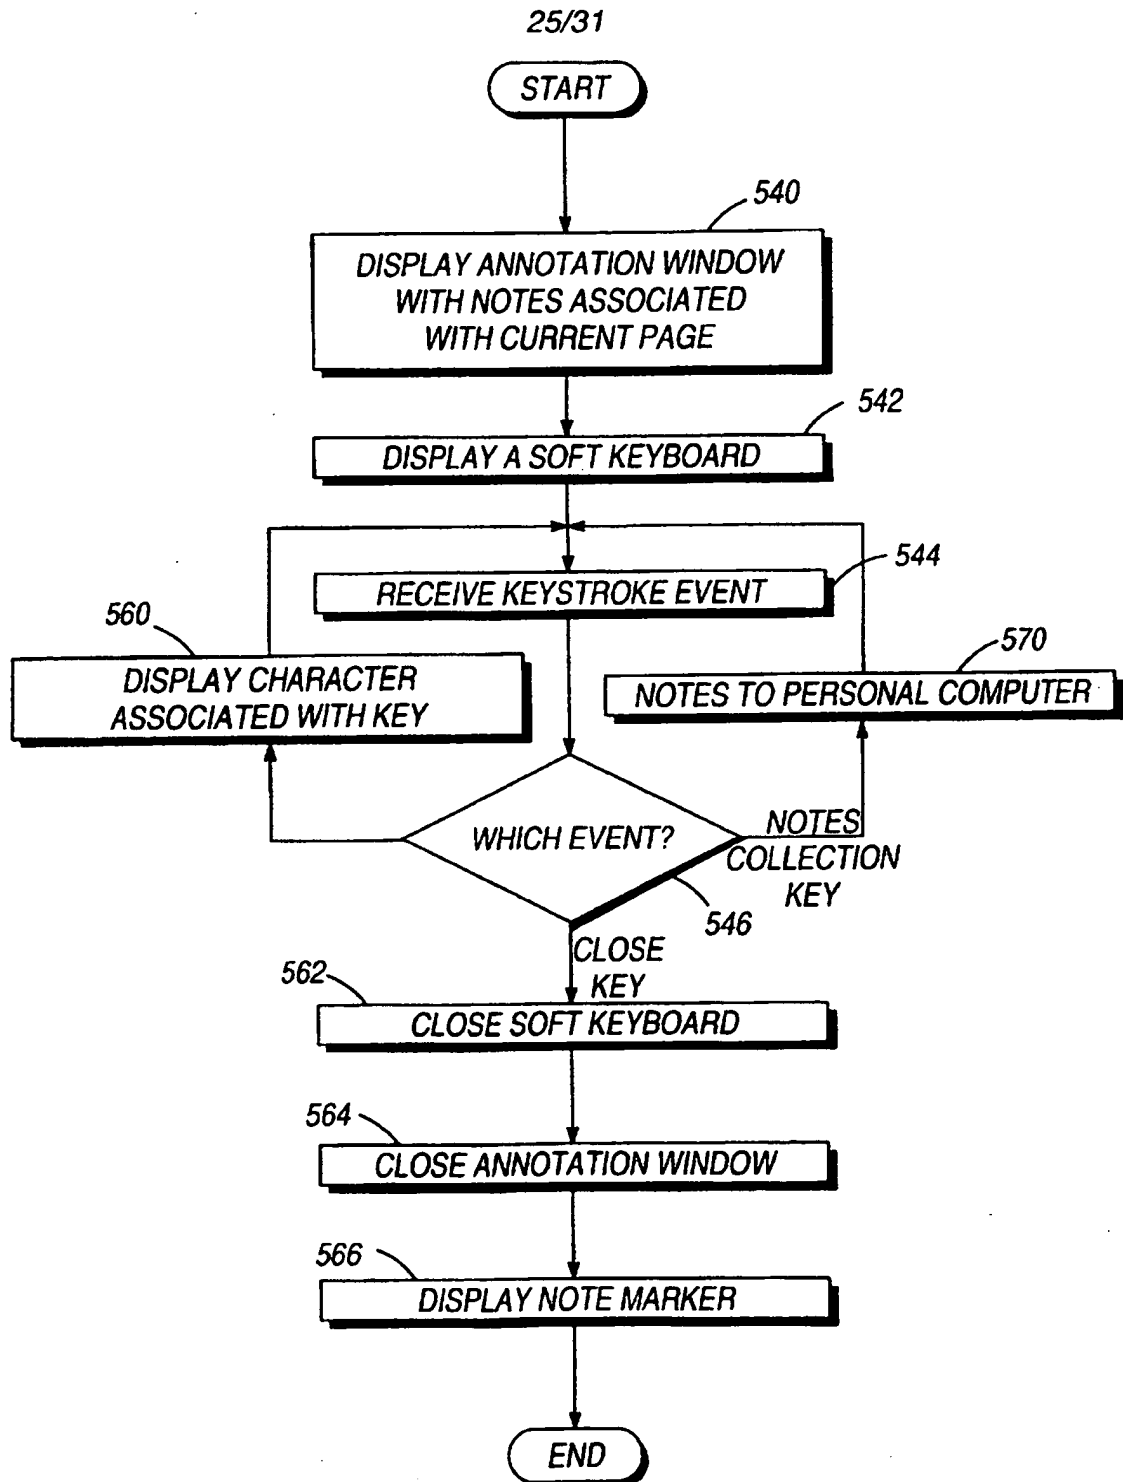 25/31
START
540
DISPLAY ANNOTATION WINDOW
WITH NOTES ASSOCIATED
WITH CURRENT PAGE
542
DISPLAY A SOFT KEYBOARD
544
RECEIVE KEYSTROKE EVENT
560
DISPLAY CHARACTER
ASSOCIATED WITH KEY
570
NOTES TO PERSONAL COMPUTER
WHICH EVENT?
NOTES
COLLECTION
KEY
546
CLOSE
KEY
562
CLOSE SOFT KEYBOARD
564
CLOSE ANNOTATION WINDOW
566
DISPLAY NOTE MARKER
END